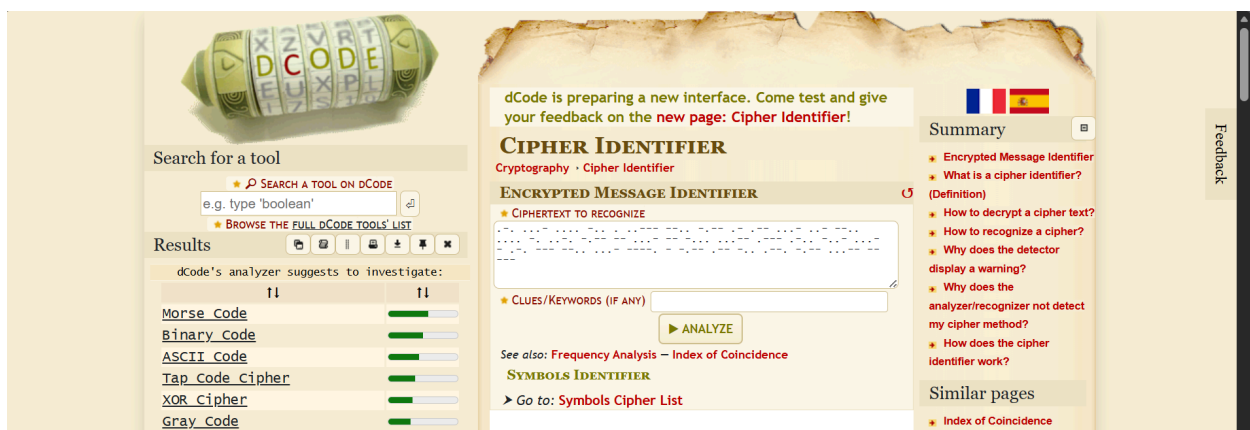 DCODE
Search for a tool
SEARCH A TOOL ON DCODE
e.g. type 'boolean'
BROWSE THE FULL DCODE TOOLS' LIST
Results
dCode's analyzer suggests to investigate:
↑↓ ↑↓
Morse Code
Binary Code
ASCII Code
Tap Code Cipher
XOR Cipher
Gray Code
dCode is preparing a new interface. Come test and give
your feedback on the new page: Cipher Identifier!
CIPHER IDENTIFIER
Cryptography · Cipher Identifier
ENCRYPTED MESSAGE IDENTIFIER
CIPHERTEXT TO RECOGNIZE
CLUES/KEYWORDS (IF ANY)
ANALYZE
See also: Frequency Analysis — Index of Coincidence
SYMBOLS IDENTIFIER
Go to: Symbols Cipher List
Summary
Encrypted Message Identifier
What is a cipher identifier?
(Definition)
How to decrypt a cipher text?
How to recognize a cipher?
Why does the detector
display a warning?
Why does the
analyzer/recognizer not detect
my cipher method?
How does the cipher
identifier work?
Similar pages
Index of Coincidence
Feedback